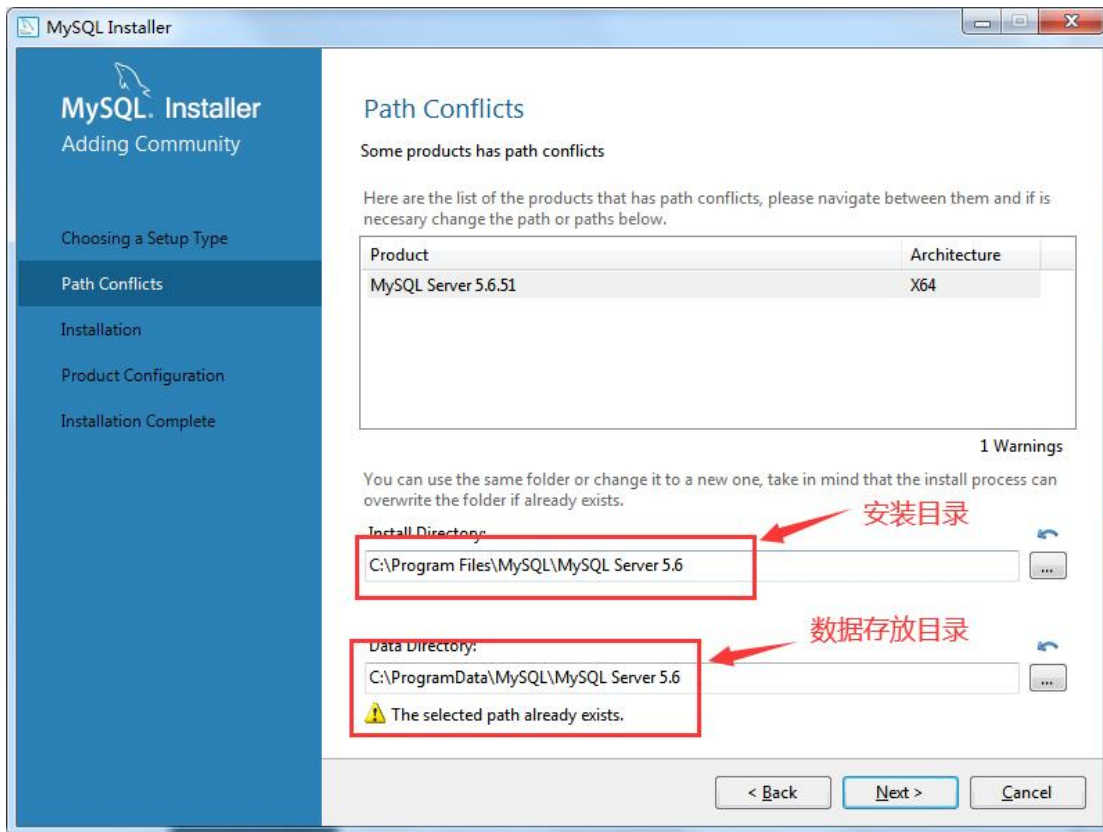 MySQL Installer
MySQL. Installer
Adding Community
Choosing a Setup Type
Path Conflicts
Installation
Product Configuration
Installation Complete
Path Conflicts
Some products has path conflicts
Here are the list of the products that has path conflicts, please navigate between them and if is
necesary change the path or paths below.
Product Architecture
MySQL Server 5.6.51 X64
1 Warnings
You can use the same folder or change it to a new one, take in mind that the install process can
overwrite the folder if already exists.
安装目录
Install Directory:
C:\Program Files\MySQL\MySQL Server 5.6
...
数据存放目录
Data Directory:
C:\ProgramData\MySQL\MySQL Server 5.6
...
The selected path already exists.
< Back Next > Cancel